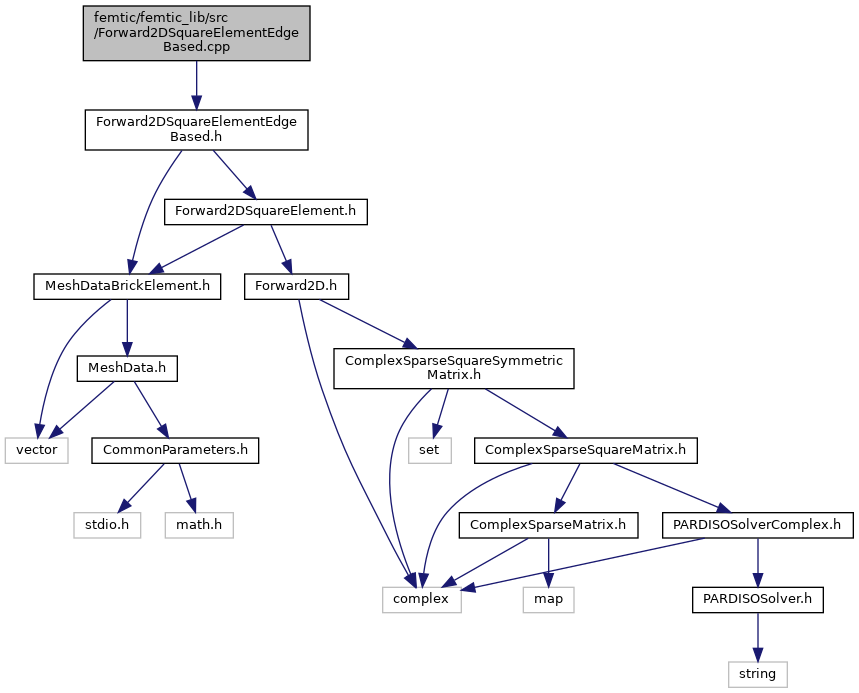 femtic/femtic_lib/src
/Forward2DSquareElementEdge
Based.cpp
Forward2DSquareElementEdge
Based.h
Forward2DSquareElement.h
MeshDataBrickElement.h
Forward2D.h
MeshData.h
ComplexSparseSquareSymmetric
Matrix.h
vector
CommonParameters.h
set
ComplexSparseSquareMatrix.h
stdio.h
math.h
ComplexSparseMatrix.h
PARDISOSolverComplex.h
complex
map
PARDISOSolver.h
string